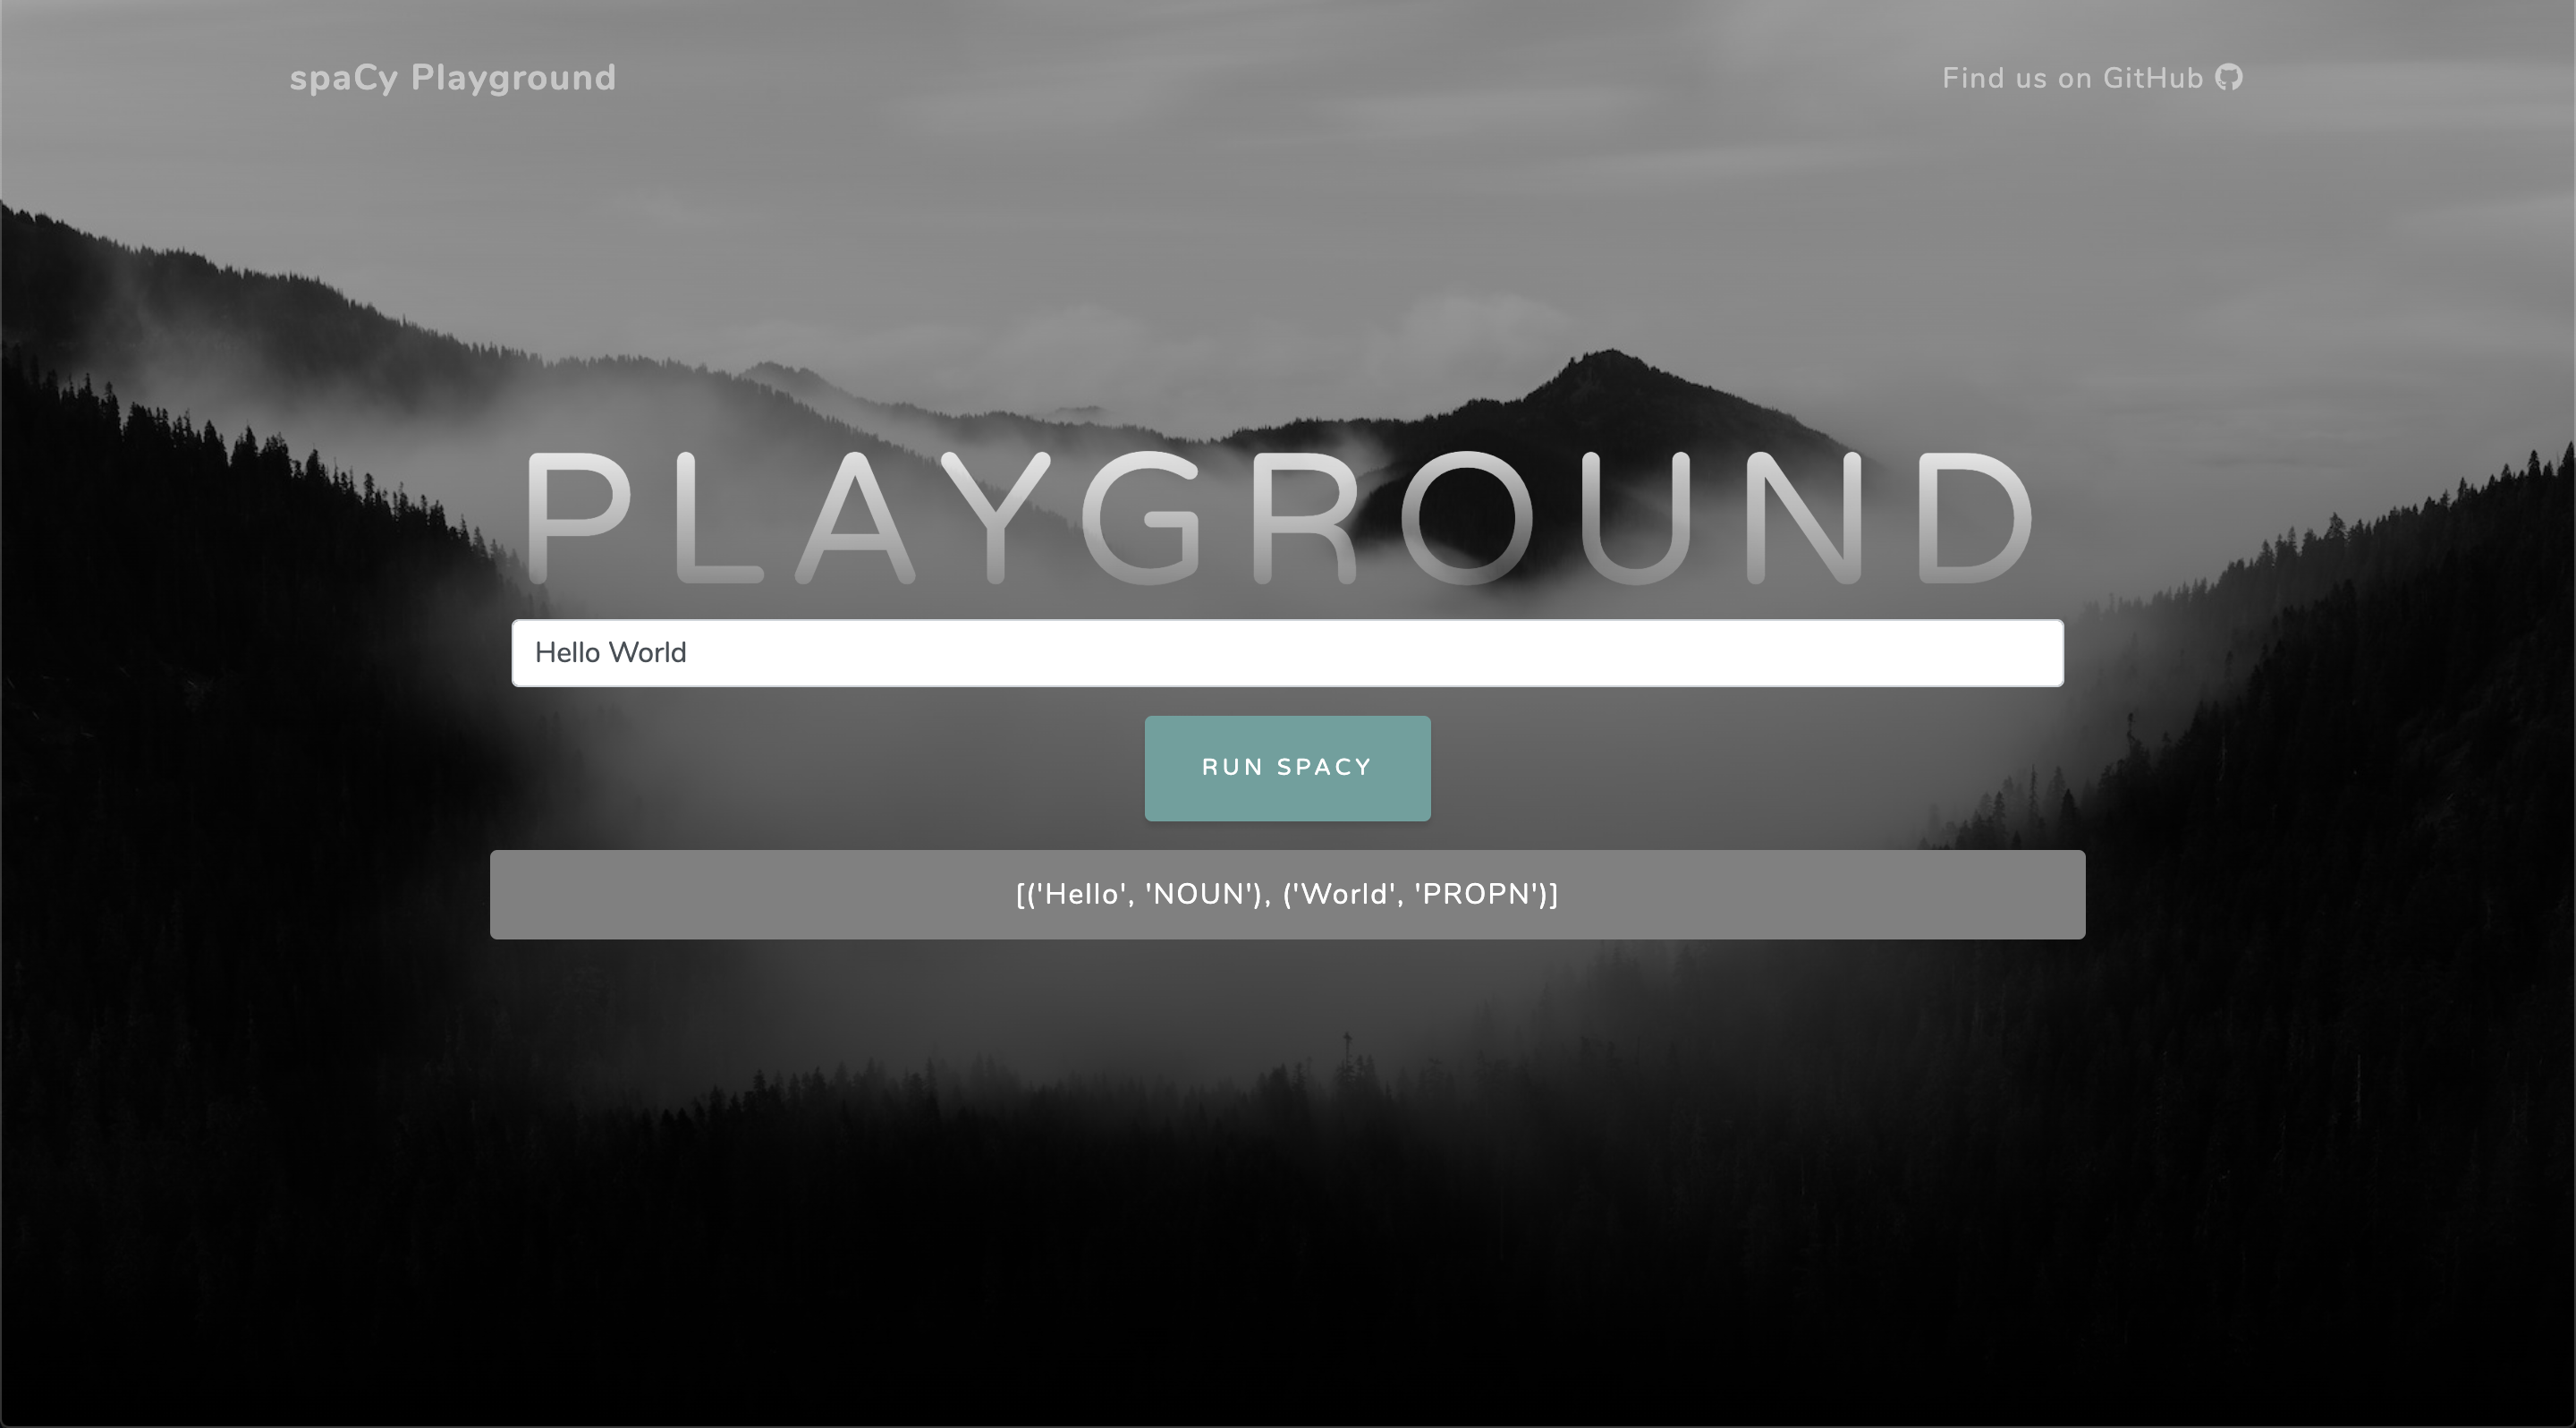 spaCy Playground
Find us on GitHub
PLAYGROUND
Hello World
RUN SPACY
[('Hello', 'NOUN'), ('World', 'PROPN')]